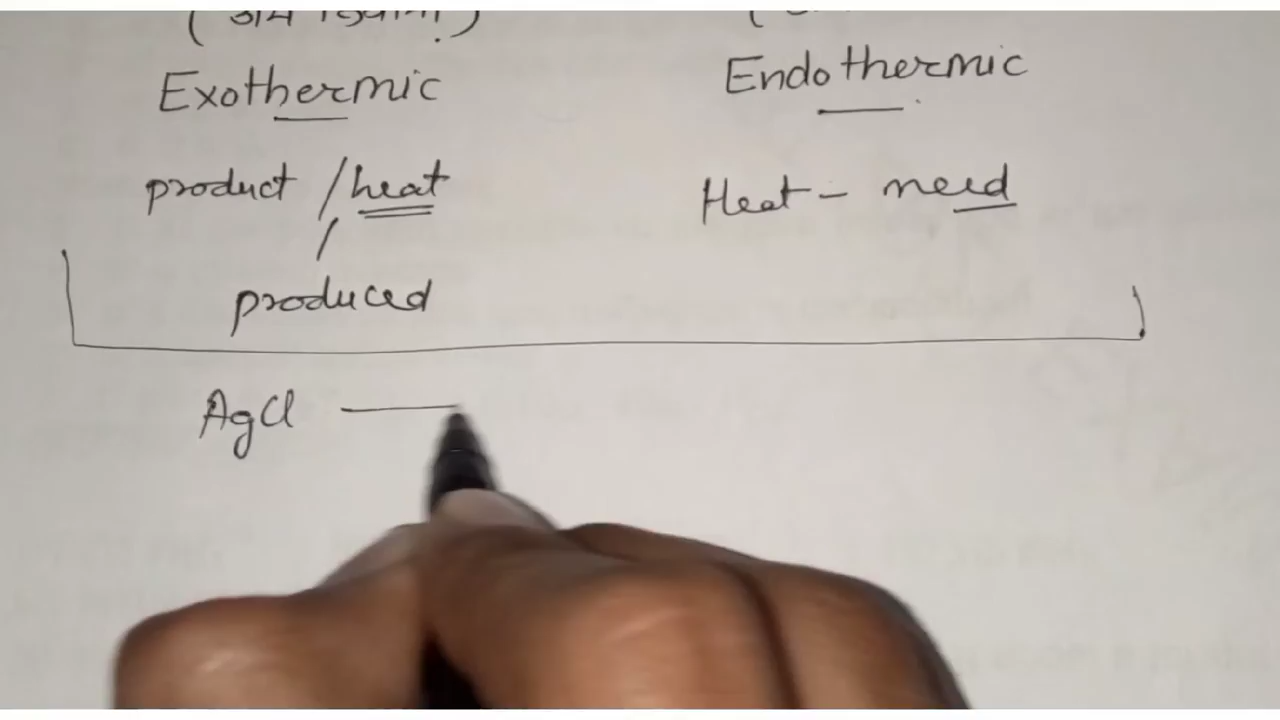 Exothermic
Endothermic
product / heat
Heat - need
produced
AgCl